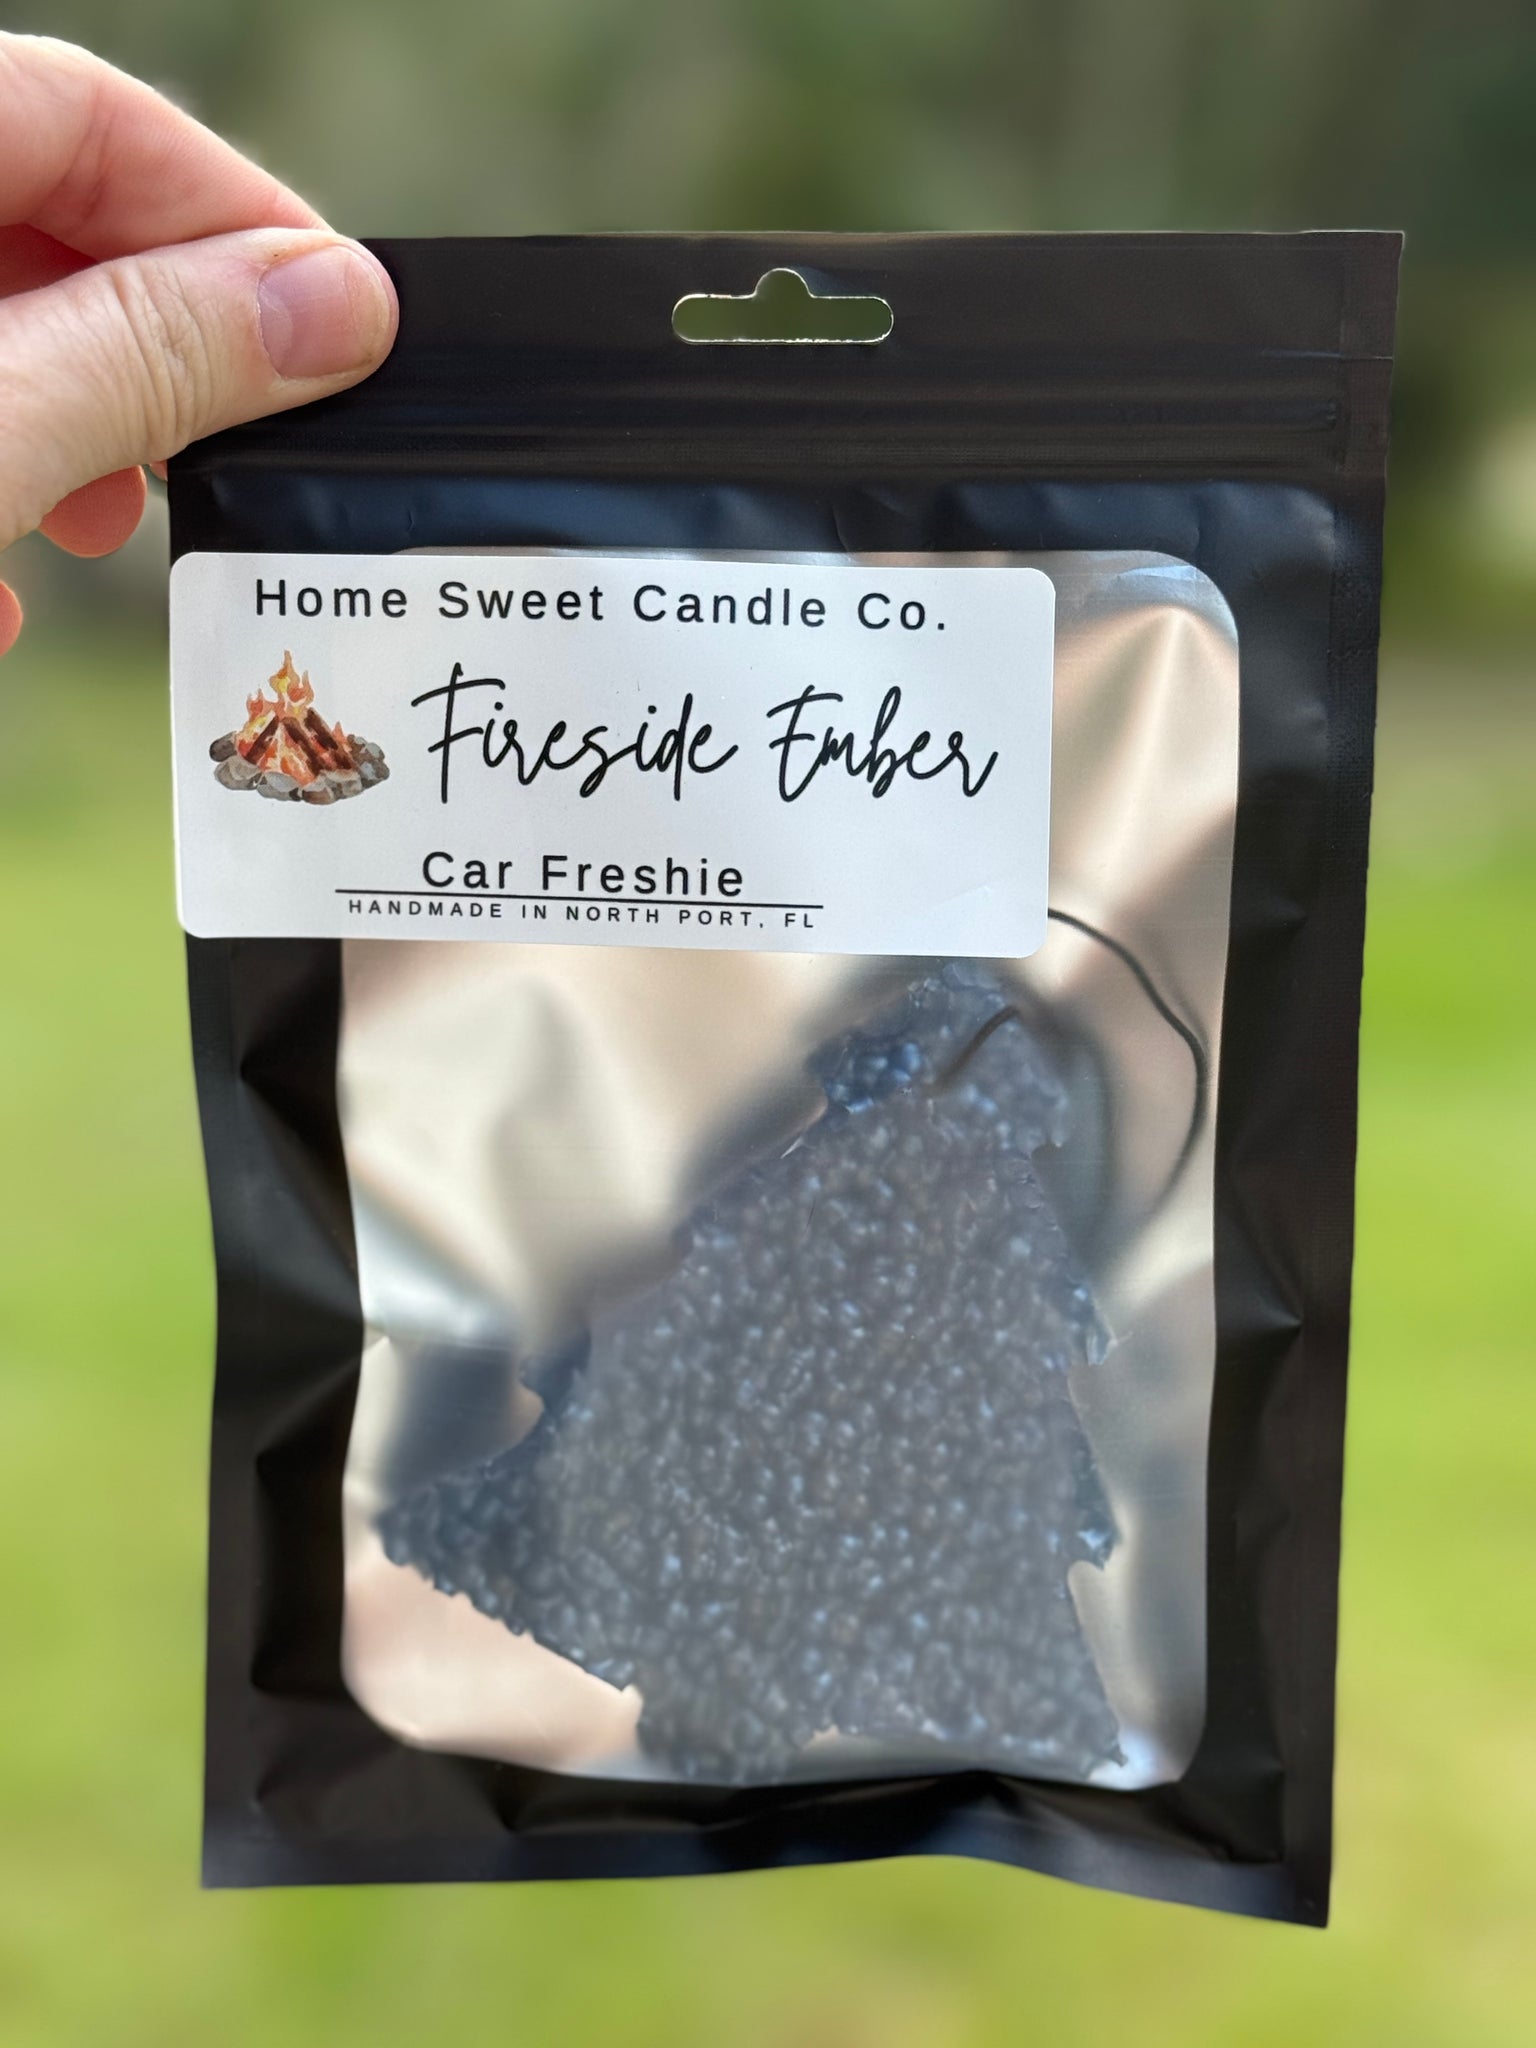 Home Sweet Candle Co.
Fireside Ember
Car Freshie
HANDMADE IN NORTH PORT, FL